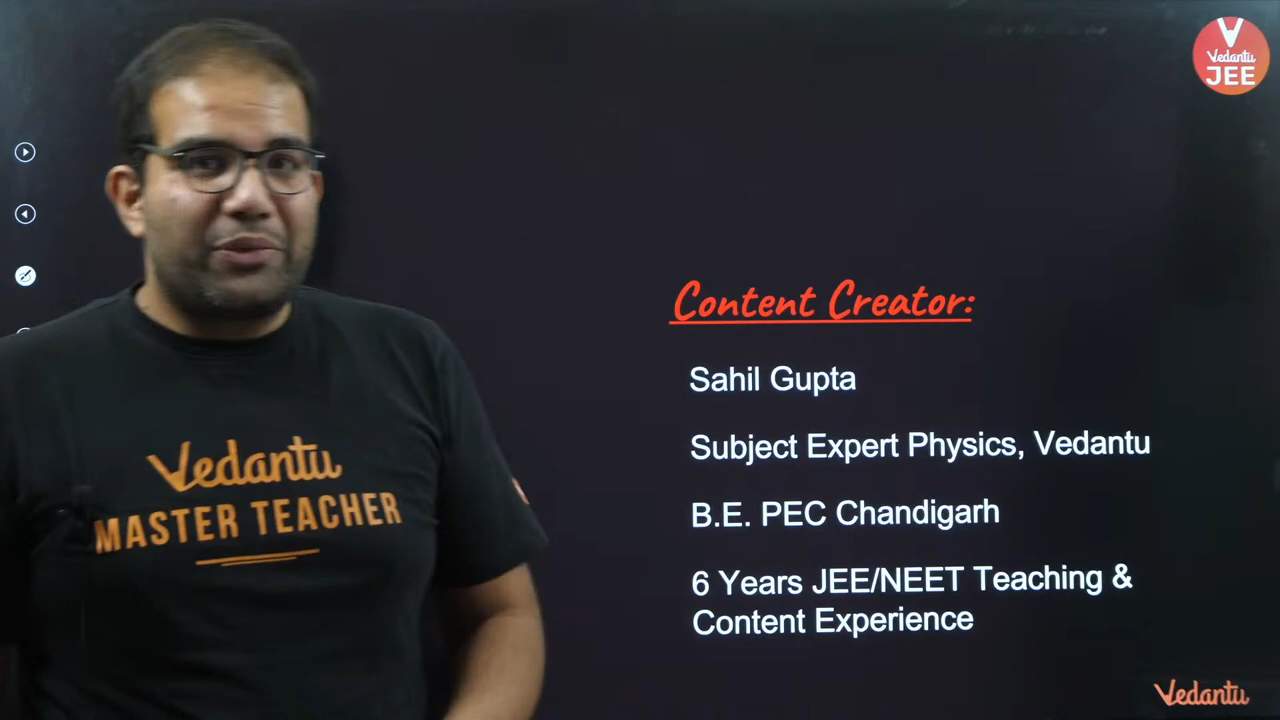 Vedantu
JEE
Content Creator:
Sahil Gupta
Subject Expert Physics, Vedantu
B.E. PEC Chandigarh
6 Years JEE/NEET Teaching &
Content Experience
Vedantu
MASTER TEACHER
Vedantu